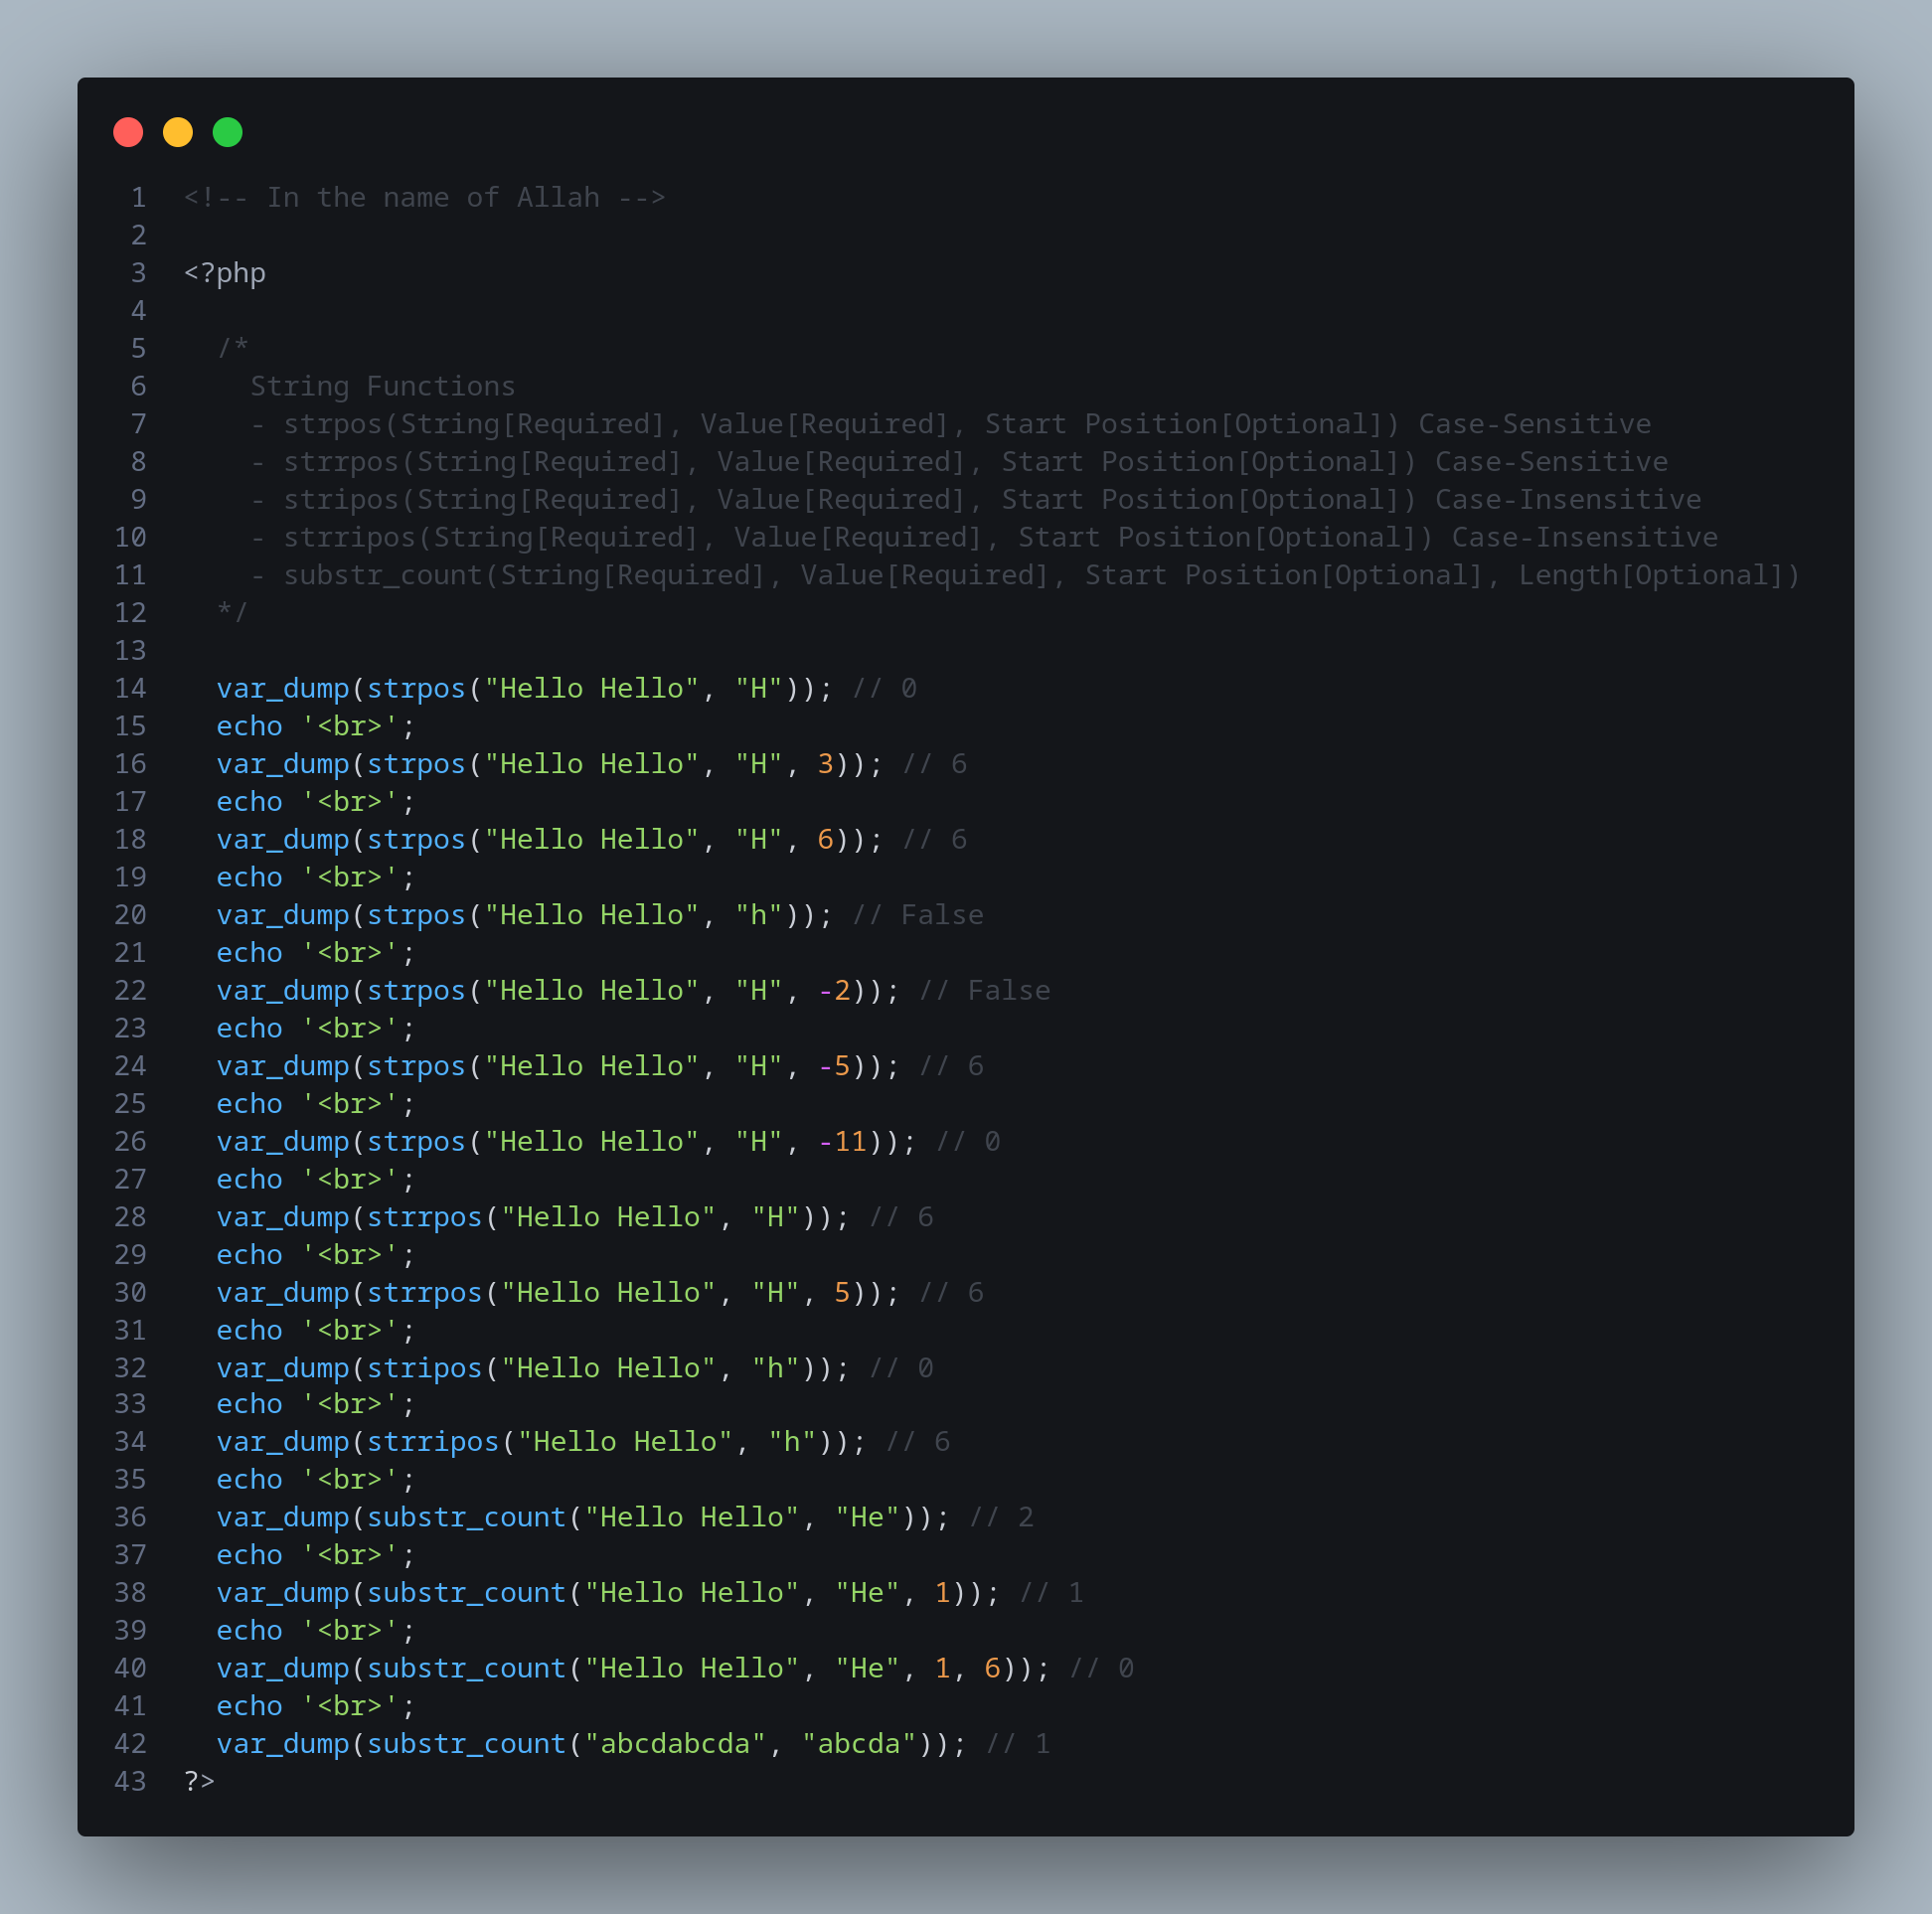 1 <!-- In the name of Allah -->
2
3 <?php
4
5 /*
6 String Functions
7 - strpos(String[Required], Value[Required], Start Position[Optional]) Case-Sensitive
8 - strrpos(String[Required], Value[Required], Start Position[Optional]) Case-Sensitive
9 - stripos(String[Required], Value[Required], Start Position[Optional]) Case-Insensitive
10 - strripos(String[Required], Value[Required], Start Position[Optional]) Case-Insensitive
11 - substr_count(String[Required], Value[Required], Start Position[Optional], Length[Optional])
12 */
13
14 var_dump(strpos("Hello Hello", "H")); // 0
15 echo '<br>';
16 var_dump(strpos("Hello Hello", "H", 3)); // 6
17 echo '<br>';
18 var_dump(strpos("Hello Hello", "H", 6)); // 6
19 echo '<br>';
20 var_dump(strpos("Hello Hello", "h")); // False
21 echo '<br>';
22 var_dump(strpos("Hello Hello", "H", -2)); // False
23 echo '<br>';
24 var_dump(strpos("Hello Hello", "H", -5)); // 6
25 echo '<br>';
26 var_dump(strpos("Hello Hello", "H", -11)); // 0
27 echo '<br>';
28 var_dump(strrpos("Hello Hello", "H")); // 6
29 echo '<br>';
30 var_dump(strrpos("Hello Hello", "H", 5)); // 6
31 echo '<br>';
32 var_dump(stripos("Hello Hello", "h")); // 0
33 echo '<br>';
34 var_dump(strripos("Hello Hello", "h")); // 6
35 echo '<br>';
36 var_dump(substr_count("Hello Hello", "He")); // 2
37 echo '<br>';
38 var_dump(substr_count("Hello Hello", "He", 1)); // 1
39 echo '<br>';
40 var_dump(substr_count("Hello Hello", "He", 1, 6)); // 0
41 echo '<br>';
42 var_dump(substr_count("abcdabcda", "abcda")); // 1
43 ?>